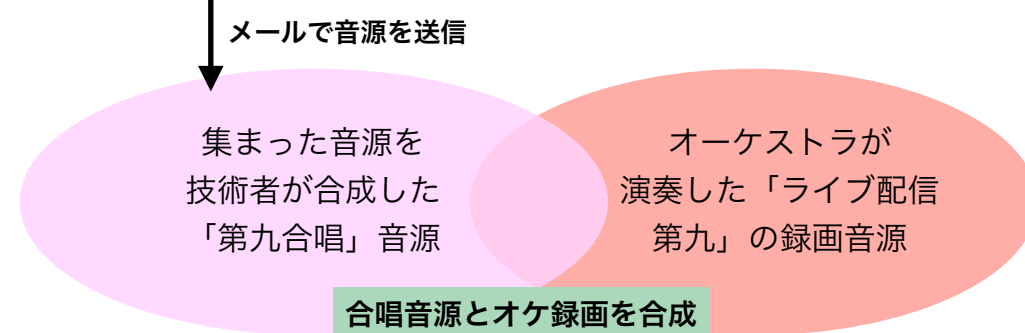 メールで音源を送信
集まった音源を
技術者が合成した
「第九合唱」音源
オーケストラが
演奏した「ライブ配信
第九」の録画音源
合唱音源とオケ録画を合成